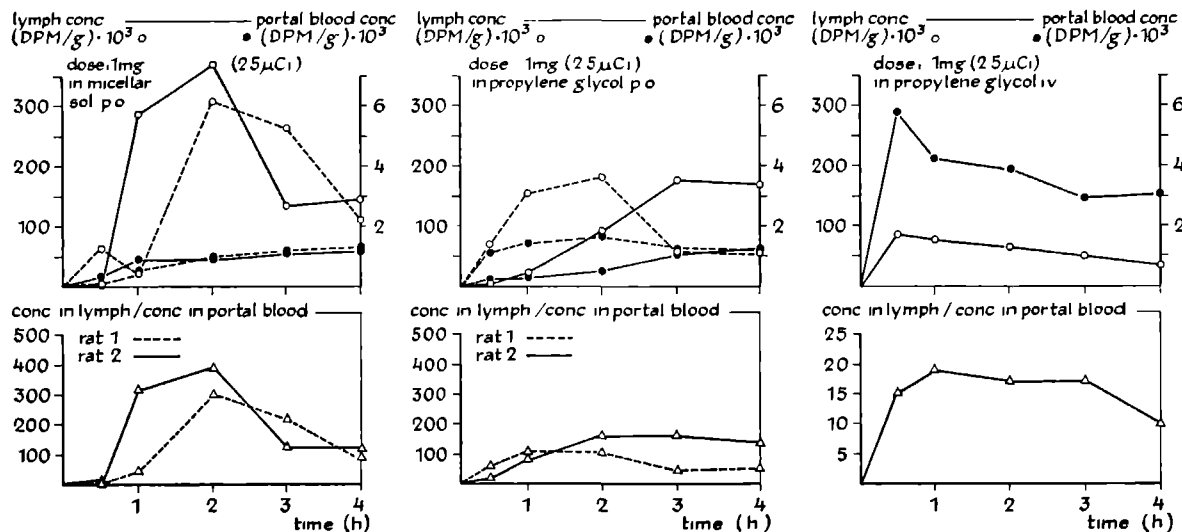 lymph conc portal blood conc
(DPM/g)·10³ ○ ● (DPM/g)·10³
dose: 1mg (25µCi)
in micellar
sol p o
300
200
100
6
4
2
conc in lymph / conc in portal blood
500
400
300
200
100
rat 1
rat 2
1 2 3 4
time (h)
lymph conc portal blood conc
(DPM/g)·10³ ○ ● (DPM/g)·10³
dose 1mg (25µCi)
in propylene glycol p o
300
200
100
6
4
2
conc in lymph / conc in portal blood
500
400
300
200
100
rat 1
rat 2
1 2 3 4
time (h)
lymph conc portal blood conc
(DPM/g)·10³ ○ ● (DPM/g)·10³
dose: 1mg (25µCi)
in propylene glycol iv
300
200
100
6
4
2
conc in lymph / conc in portal blood
25
20
15
10
5
1 2 3 4
time (h)